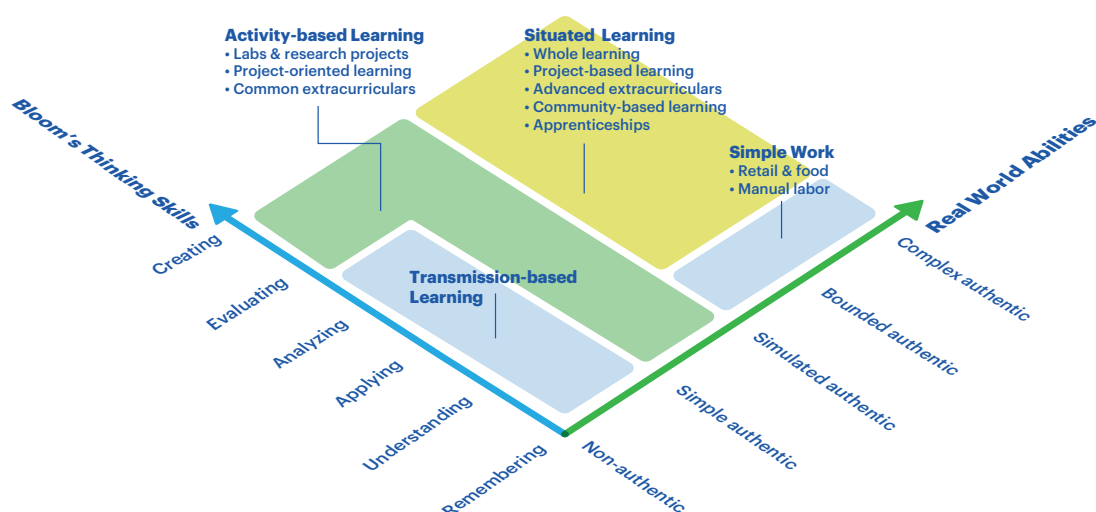 Activity-based Learning
• Labs & research projects
• Project-oriented learning
• Common extracurriculars
Situated Learning
• Whole learning
• Project-based learning
• Advanced extracurriculars
• Community-based learning
• Apprenticeships
Simple Work
• Retail & food
• Manual labor
Transmission-based
Learning
Bloom's Thinking Skills
Creating
Evaluating
Analyzing
Applying
Understanding
Remembering
Real World Abilities
Complex authentic
Bounded authentic
Simulated authentic
Simple authentic
Non-authentic